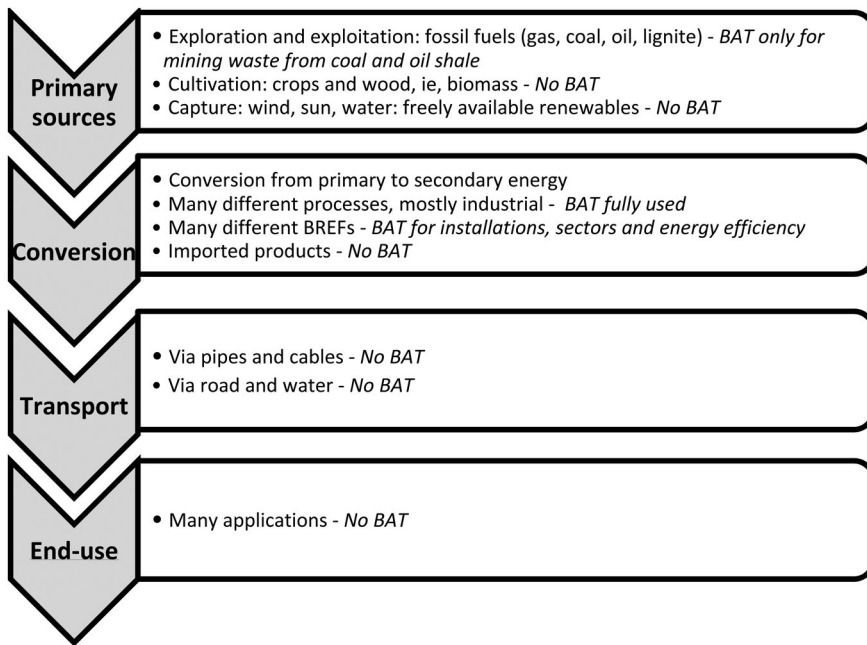 Primary
sources
• Exploration and exploitation: fossil fuels (gas, coal, oil, lignite) - BAT only for
mining waste from coal and oil shale
• Cultivation: crops and wood, ie, biomass - No BAT
• Capture: wind, sun, water: freely available renewables - No BAT
Conversion
• Conversion from primary to secondary energy
• Many different processes, mostly industrial - BAT fully used
• Many different BREFs - BAT for installations, sectors and energy efficiency
• Imported products - No BAT
Transport
• Via pipes and cables - No BAT
• Via road and water - No BAT
End-use
• Many applications - No BAT